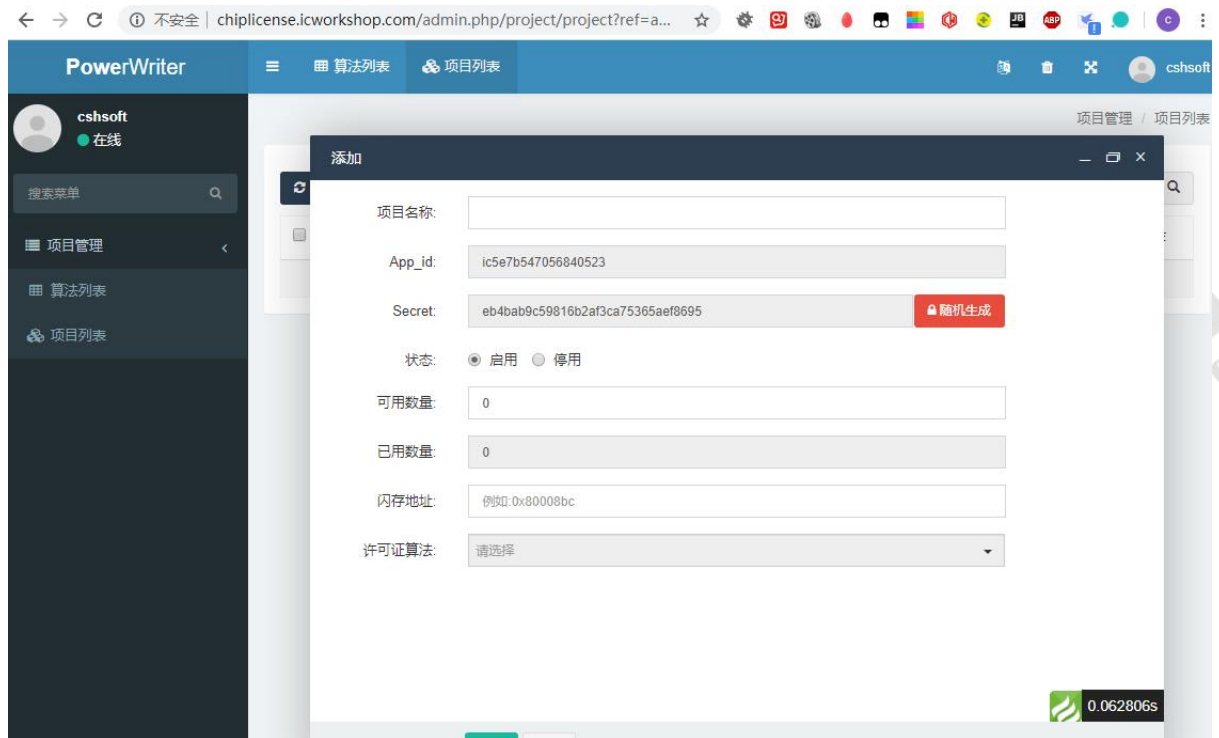 不安全 | chiplicense.icworkshop.com/admin.php/project/project?ref=a...
PowerWriter
算法列表
项目列表
cshsoft
cshsoft
在线
项目管理 / 项目列表
搜索菜单
项目管理
算法列表
项目列表
添加
项目名称:
App_id: ic5e7b547056840523
Secret: eb4bab9c59816b2af3ca75365aef8695 随机生成
状态: 启用 停用
可用数量: 0
已用数量: 0
闪存地址: 例如:0x80008bc
许可证算法: 请选择
0.062806s